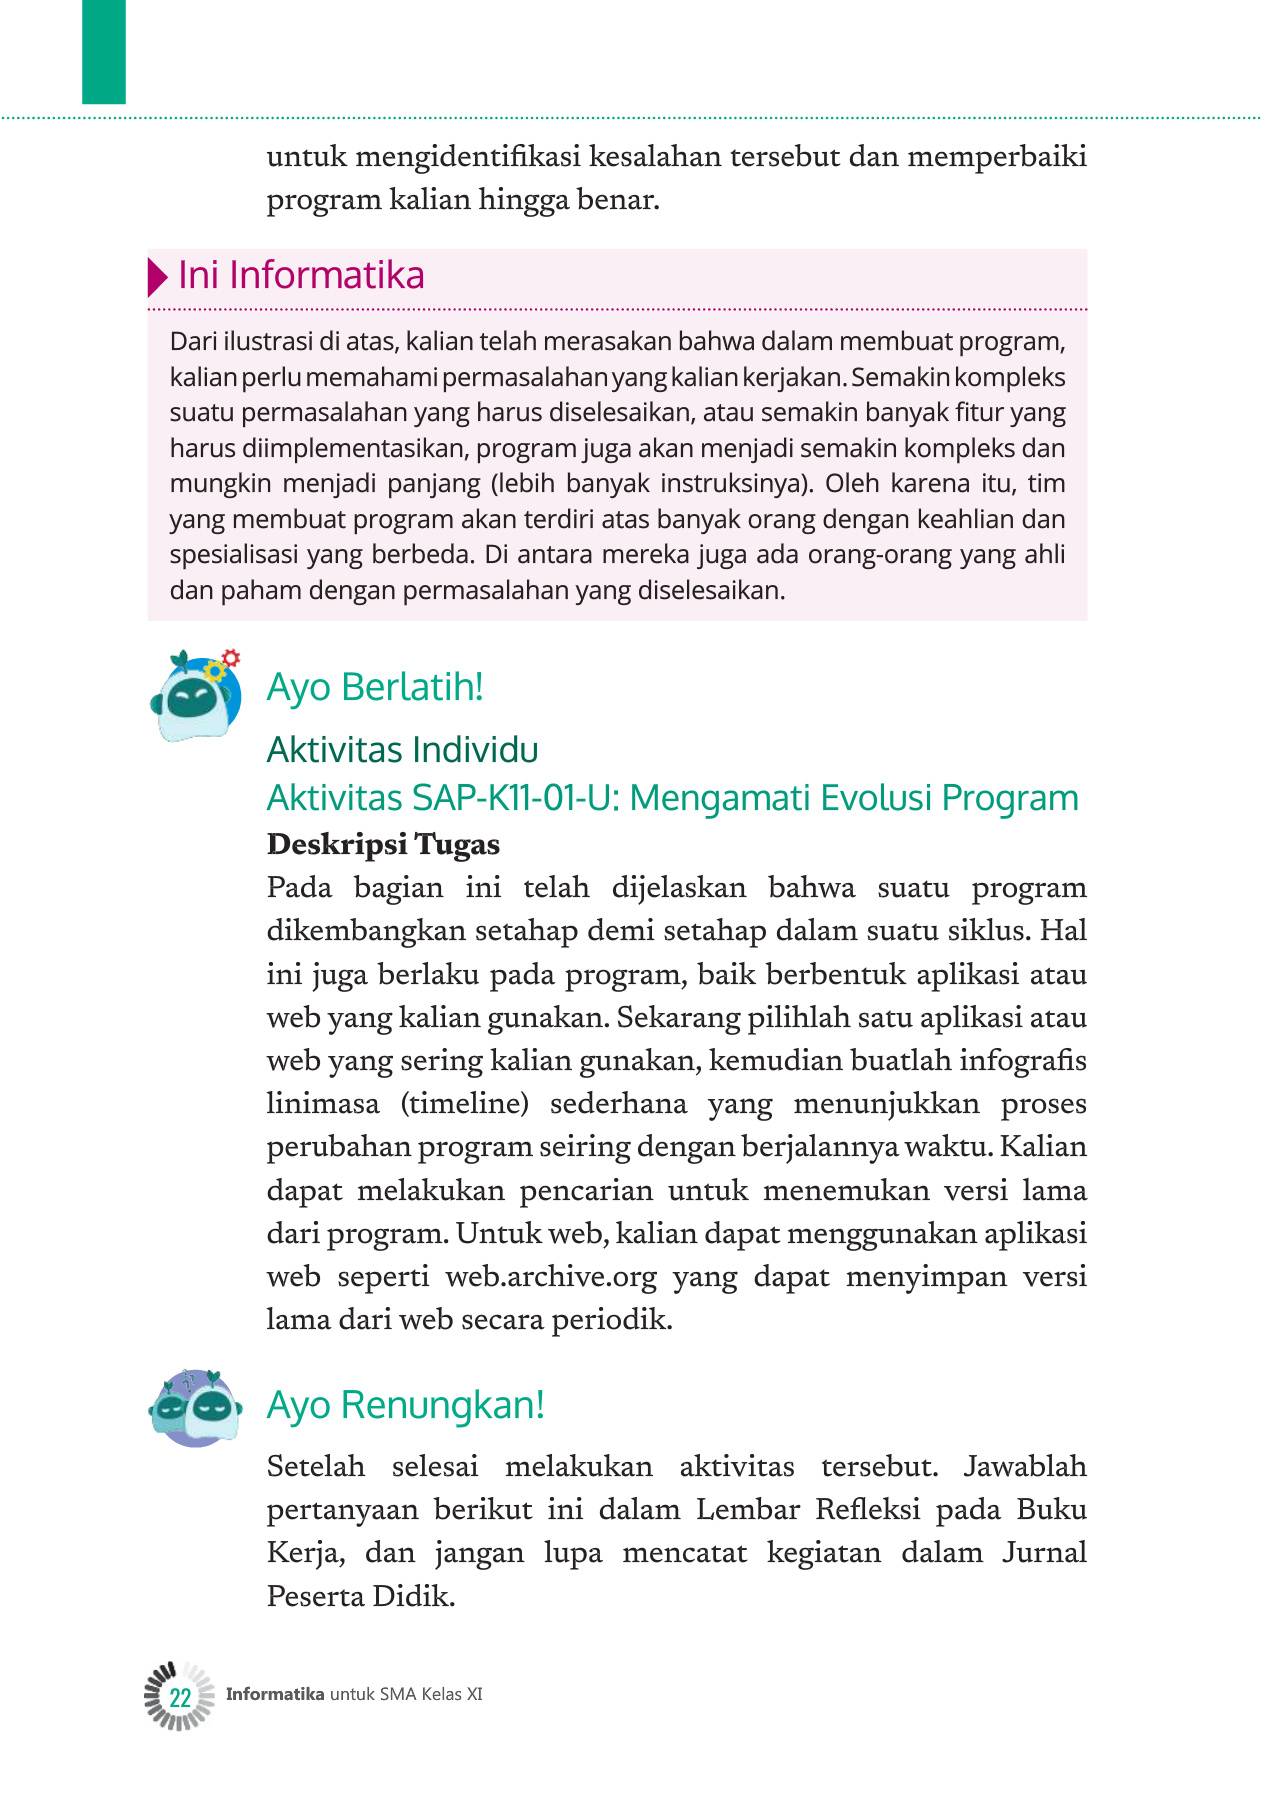 untuk mengidentifikasi kesalahan tersebut dan memperbaiki
program kalian hingga benar.
Ini Informatika
Dari ilustrasi di atas, kalian telah merasakan bahwa dalam membuat program,
kalian perlu memahami permasalahan yang kalian kerjakan. Semakin kompleks
suatu permasalahan yang harus diselesaikan, atau semakin banyak fitur yang
harus diimplementasikan, program juga akan menjadi semakin kompleks dan
mungkin menjadi panjang (lebih banyak instruksinya). Oleh karena itu, tim
yang membuat program akan terdiri atas banyak orang dengan keahlian dan
spesialisasi yang berbeda. Di antara mereka juga ada orang-orang yang ahli
dan paham dengan permasalahan yang diselesaikan.
Ayo Berlatih!
Aktivitas Individu
Aktivitas SAP-K11-01-U: Mengamati Evolusi Program
Deskripsi Tugas
Pada bagian ini telah dijelaskan bahwa suatu program
dikembangkan setahap demi setahap dalam suatu siklus. Hal
ini juga berlaku pada program, baik berbentuk aplikasi atau
web yang kalian gunakan. Sekarang pilihlah satu aplikasi atau
web yang sering kalian gunakan, kemudian buatlah infografis
linimasa (timeline) sederhana yang menunjukkan proses
perubahan program seiring dengan berjalannya waktu. Kalian
dapat melakukan pencarian untuk menemukan versi lama
dari program. Untuk web, kalian dapat menggunakan aplikasi
web seperti web.archive.org yang dapat menyimpan versi
lama dari web secara periodik.
Ayo Renungkan!
Setelah selesai melakukan aktivitas tersebut. Jawablah
pertanyaan berikut ini dalam Lembar Refleksi pada Buku
Kerja, dan jangan lupa mencatat kegiatan dalam Jurnal
Peserta Didik.
22 Informatika untuk SMA Kelas XI